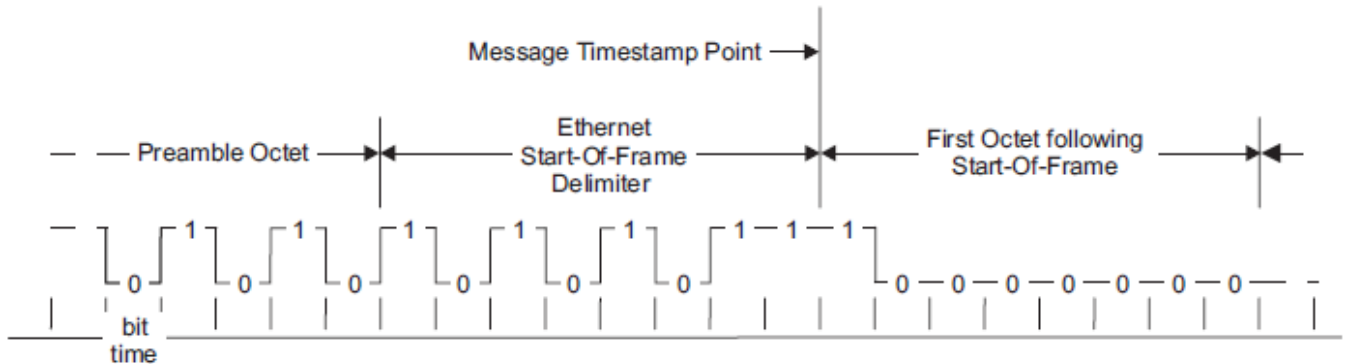 Message Timestamp Point
Preamble Octet
Ethernet
Start-Of-Frame
Delimiter
First Octet following
Start-Of-Frame
1 1 1 1 1 1 1 1
0 0 0 0 0 0 0 0 0 0 0 0 0
bit
time